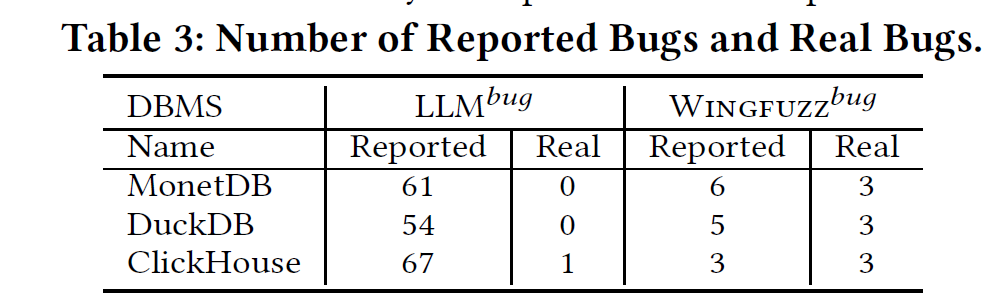 Table 3: Number of Reported Bugs and Real Bugs.
DBMS LLM^bug WINGFUZZ^bug
Name Reported Real Reported Real
MonetDB 61 0 6 3
DuckDB 54 0 5 3
ClickHouse 67 1 3 3